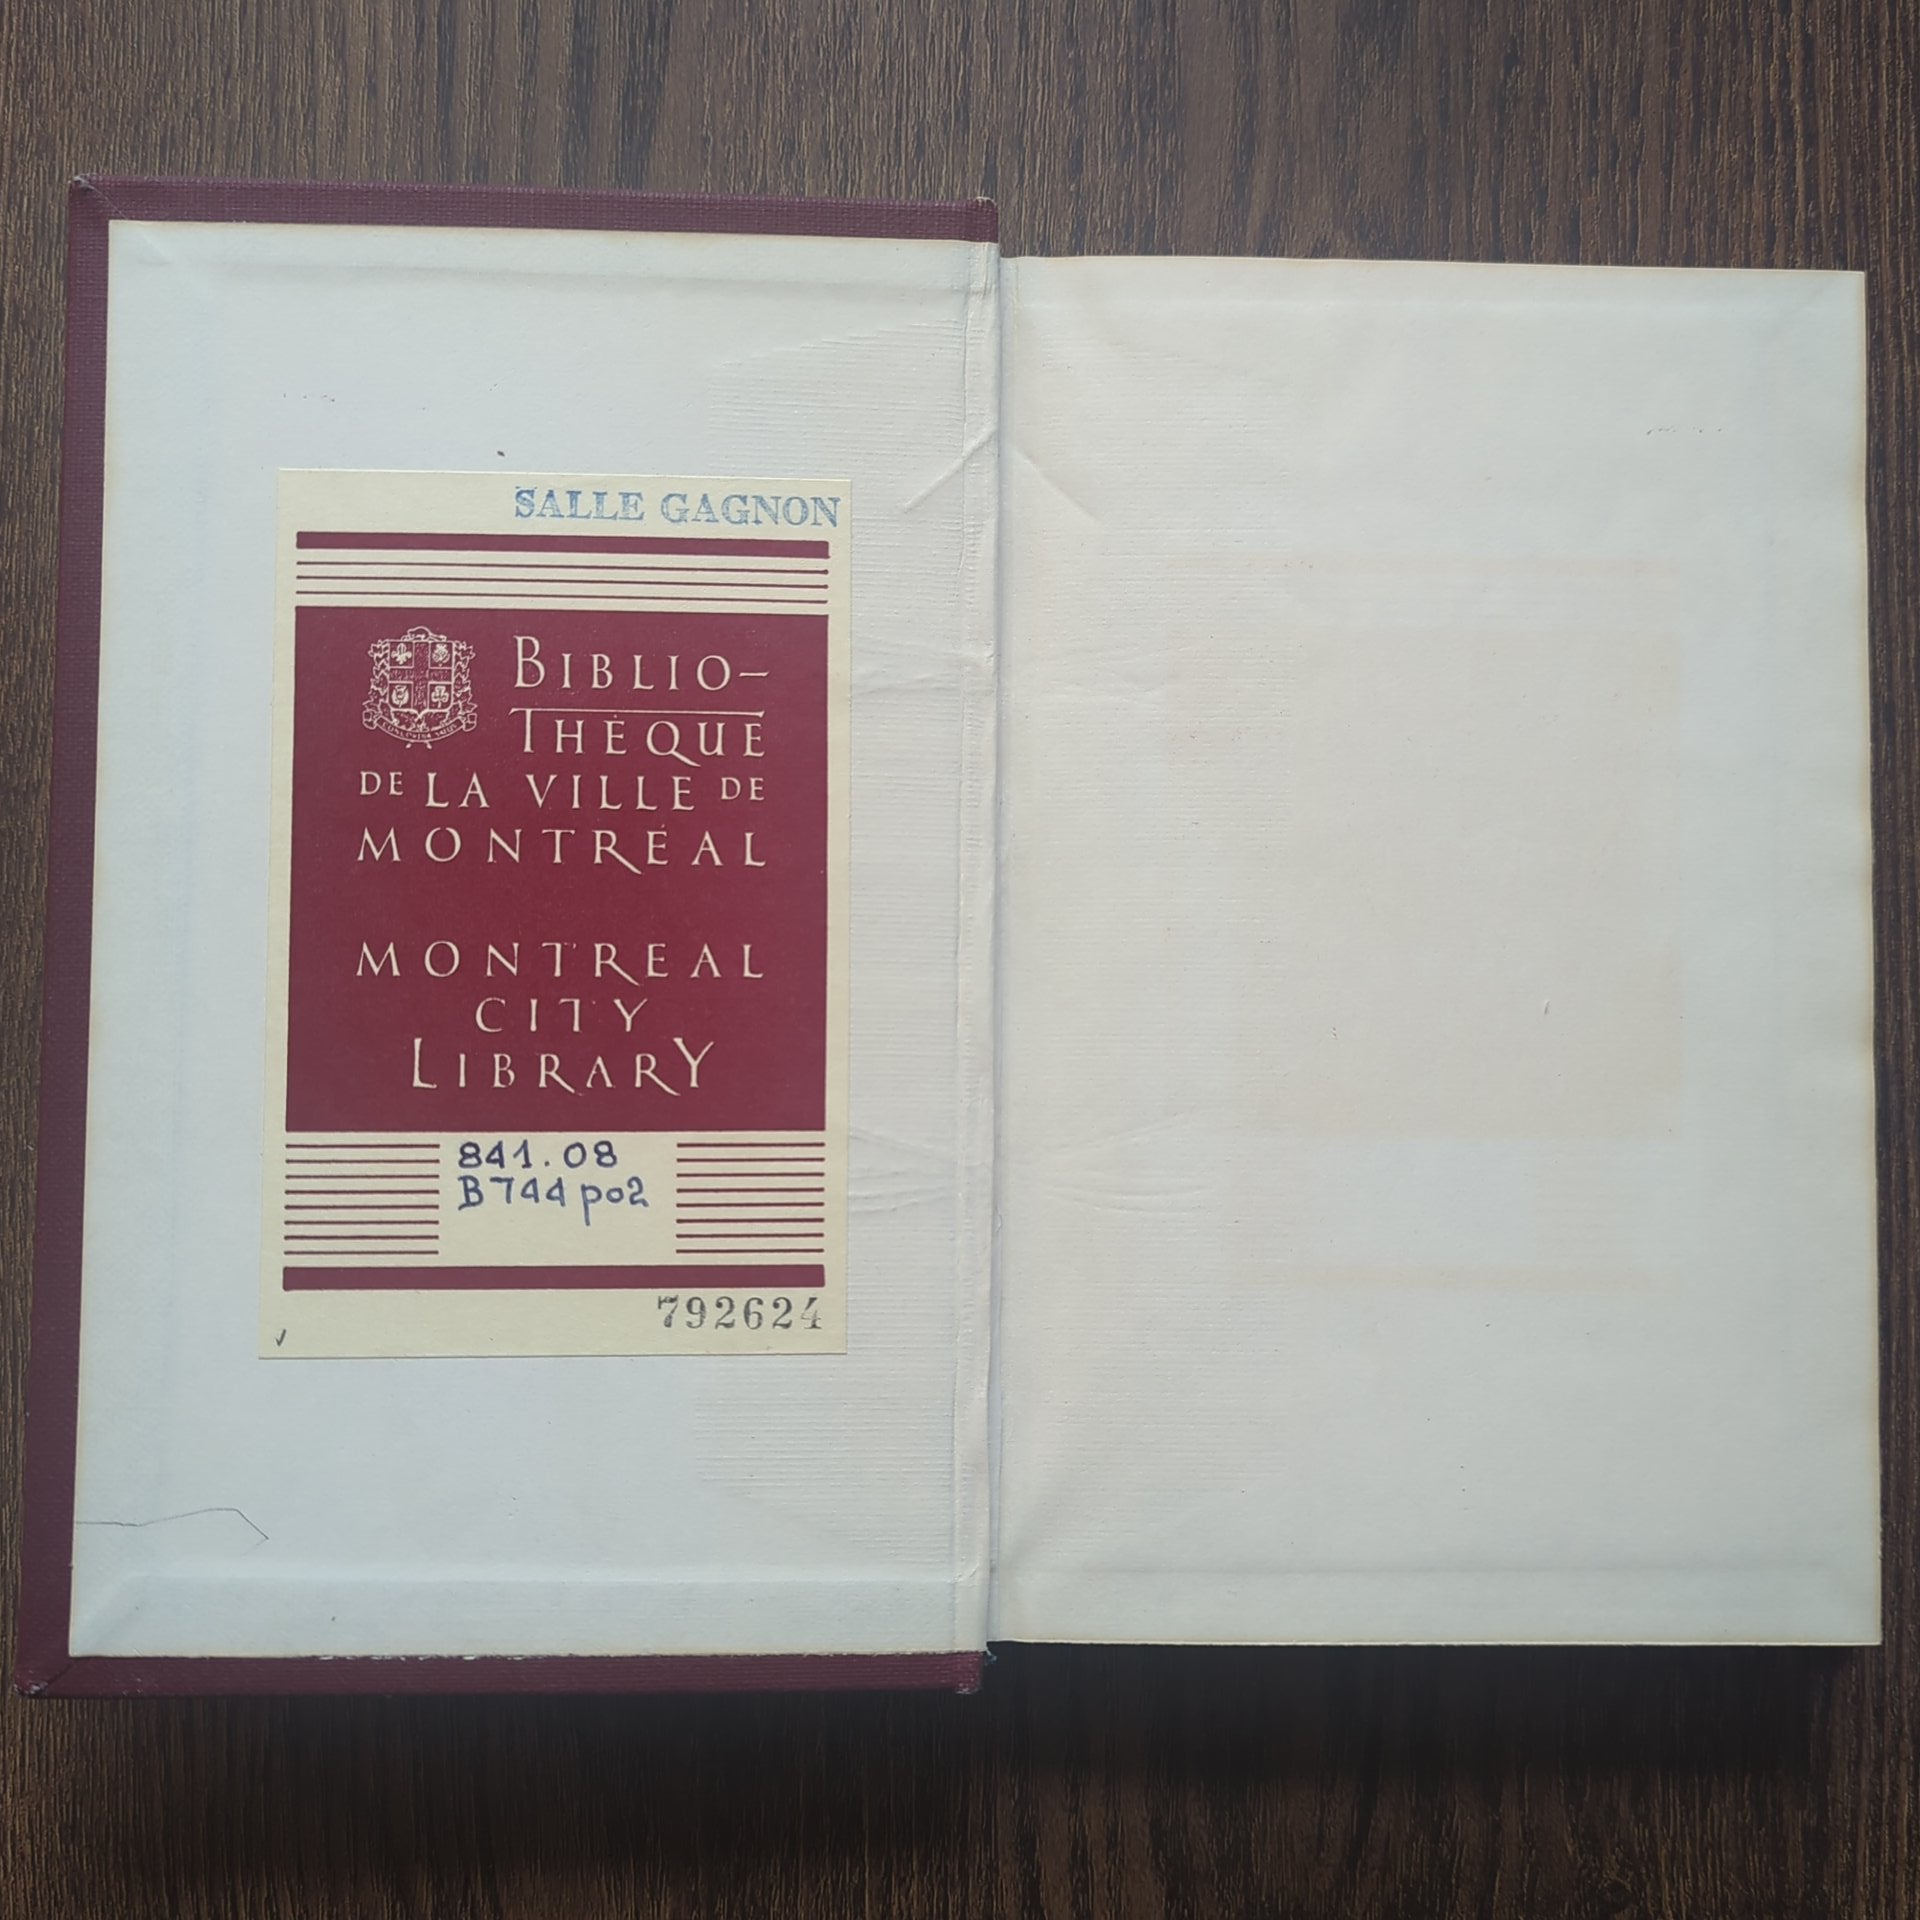 SALLE GAGNON
BIBLIO-
THÈQUE
DE LA VILLE DE
MONTRÉAL
MONTREAL
CITY
LIBRARY
841.08
B744po2
792624